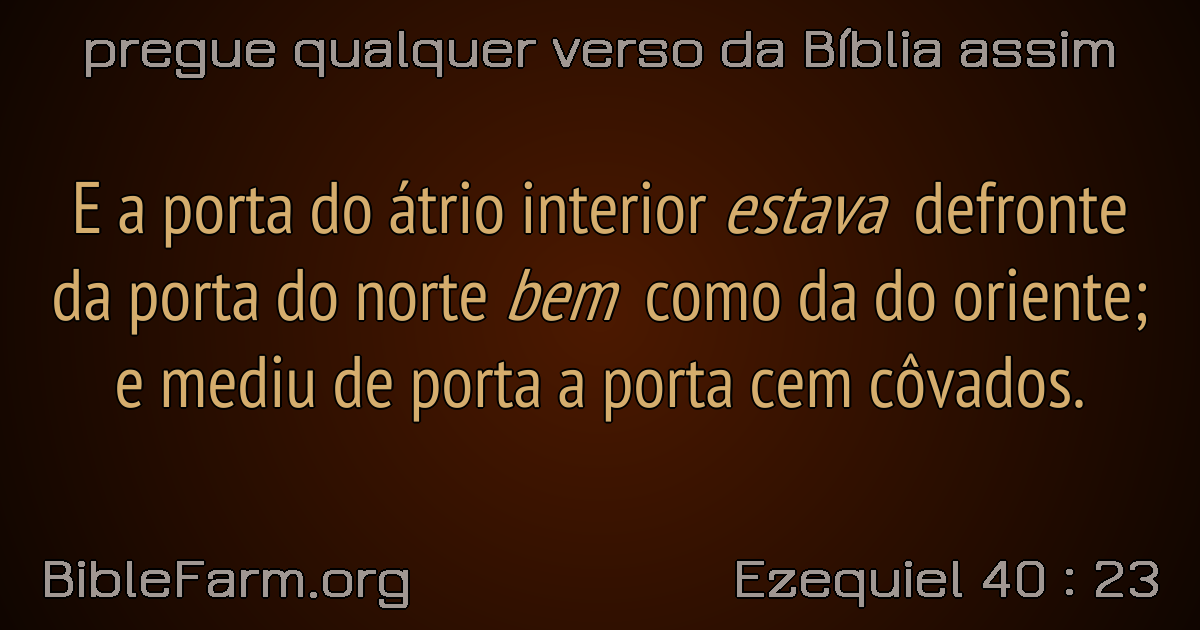 pregue qualquer verso da Bíblia assim
E a porta do átrio interior estava defronte
da porta do norte bem como da do oriente;
e mediu de porta a porta cem côvados.
BibleFarm.org
Ezequiel 40 : 23